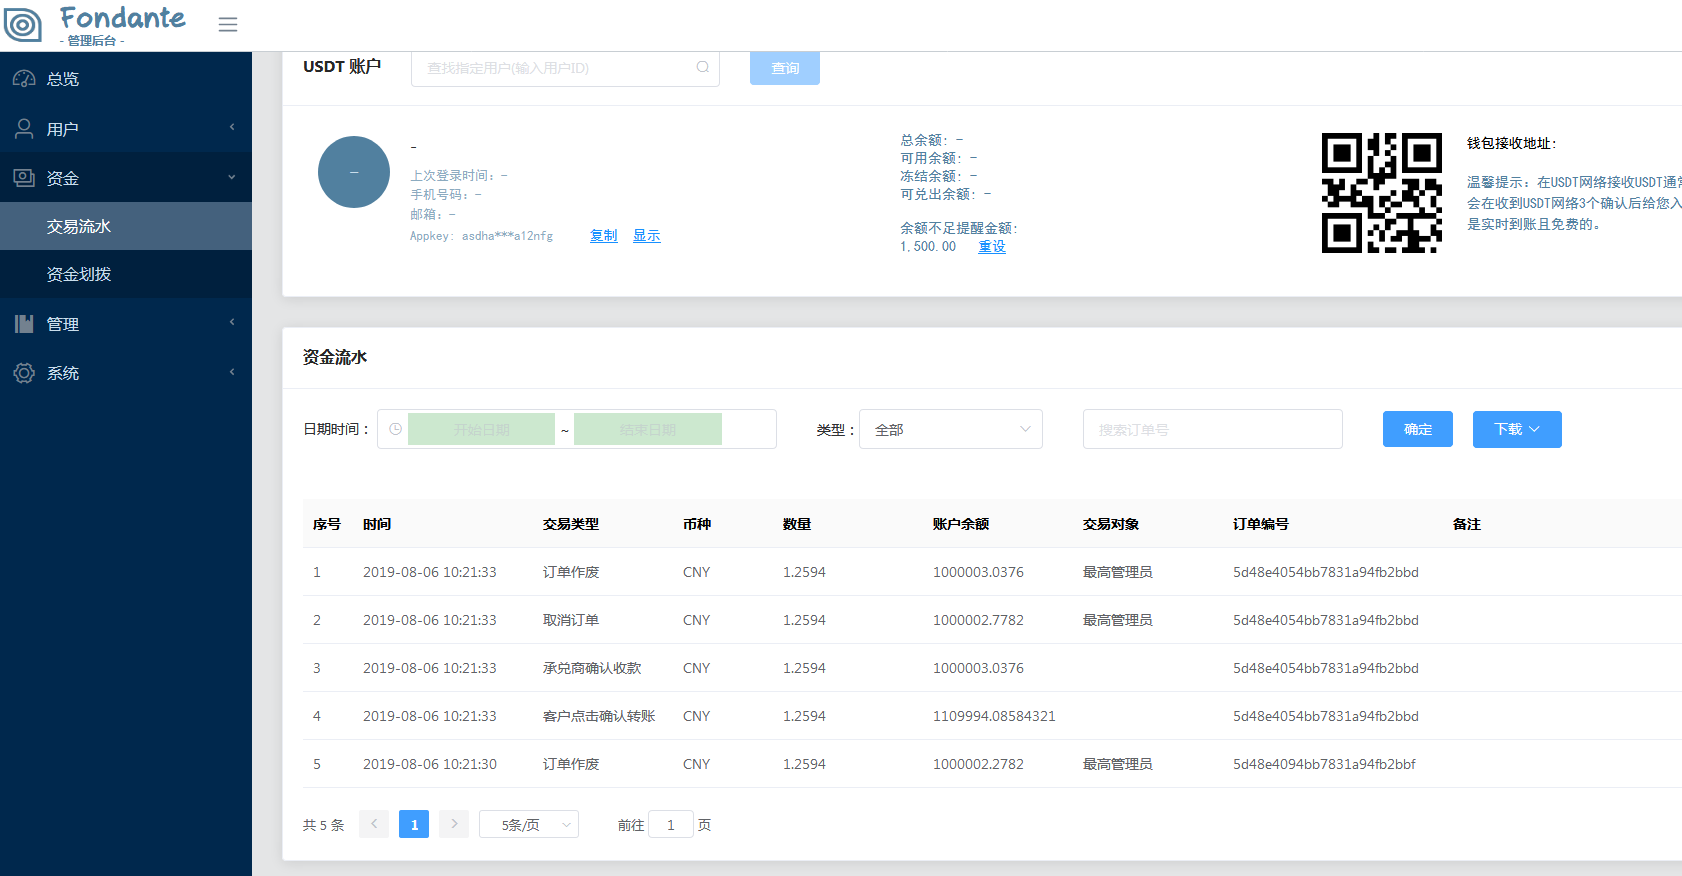 Fondante
- 管理后台 -
总览
用户
资金
交易流水
资金划拨
管理
系统
USDT 账户
查找指定用户(输入用户ID)
查询
-
-
上次登录时间：-
手机号码：-
邮箱：-
Appkey: asdha***a12nfg 复制 显示
总余额：-
可用余额：-
冻结余额：-
可兑出余额：-
余额不足提醒金额：
1,500.00 重设
钱包接收地址：
温馨提示：在USDT网络接收USDT通常
会在收到USDT网络3个确认后给您入
是实时到账且免费的。
资金流水
日期时间： 开始日期 ~ 结束日期 类型： 全部 搜索订单号 确定 下载
序号 时间 交易类型 币种 数量 账户余额 交易对象 订单编号 备注
1 2019-08-06 10:21:33 订单作废 CNY 1.2594 1000003.0376 最高管理员 5d48e4054bb7831a94fb2bbd
2 2019-08-06 10:21:33 取消订单 CNY 1.2594 1000002.7782 最高管理员 5d48e4054bb7831a94fb2bbd
3 2019-08-06 10:21:33 承兑商确认收款 CNY 1.2594 1000003.0376 5d48e4054bb7831a94fb2bbd
4 2019-08-06 10:21:33 客户点击确认转账 CNY 1.2594 1109994.08584321 5d48e4054bb7831a94fb2bbd
5 2019-08-06 10:21:30 订单作废 CNY 1.2594 1000002.2782 最高管理员 5d48e4094bb7831a94fb2bbf
共 5 条 1 5条/页 前往 1 页